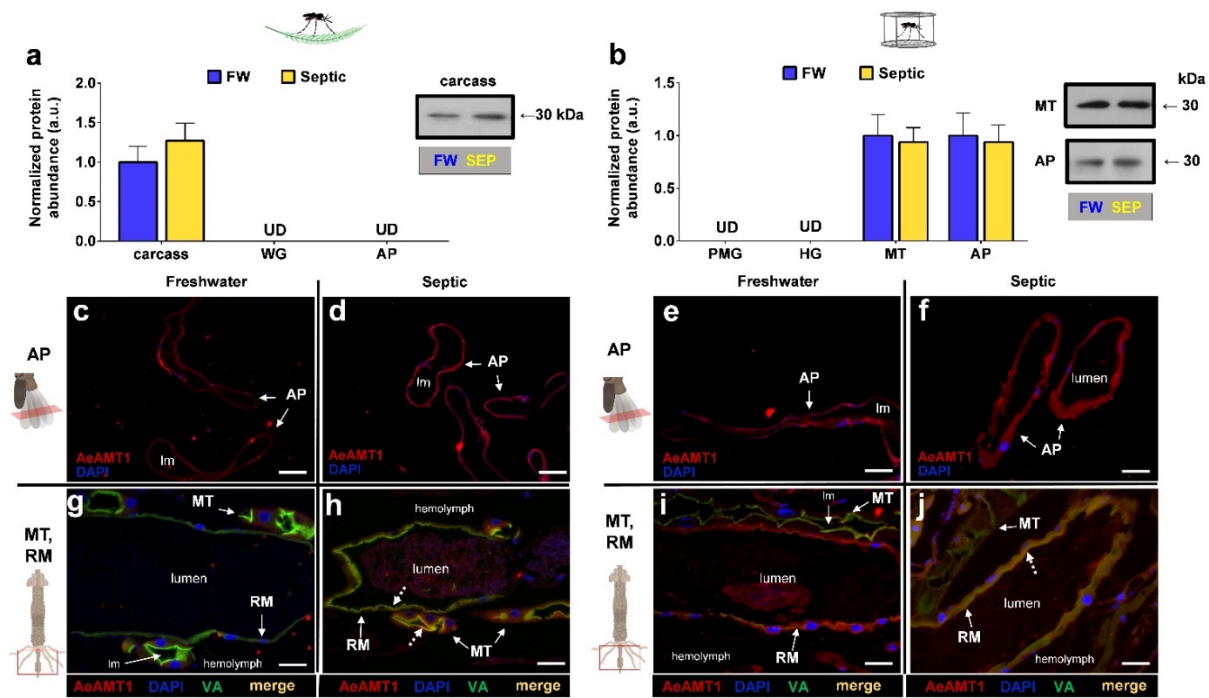 a
FW
Septic
Normalized protein
abundance (a.u.)
2.0
1.5
1.0
0.5
0.0
carcass
UD
WG
UD
AP
carcass
←30 kDa
FW SEP
b
FW
Septic
Normalized protein
abundance (a.u.)
1.5
1.0
0.5
0.0
UD
PMG
UD
HG
MT
AP
kDa
MT
← 30
AP
← 30
FW SEP
Freshwater
Septic
AP
c
AP
lm
AeAMT1
DAPI
d
AP
lm
AeAMT1
DAPI
MT,
RM
g
MT
lumen
RM
lm
hemolymph
AeAMT1 DAPI VA merge
h
hemolymph
lumen
RM
MT
AeAMT1 DAPI VA merge
Freshwater
Septic
AP
e
AP
lm
AeAMT1
DAPI
f
lumen
AP
AeAMT1
DAPI
MT,
RM
i
lm
MT
lumen
RM
hemolymph
AeAMT1 DAPI VA merge
j
MT
lumen
RM
hemolymph
AeAMT1 DAPI VA merge